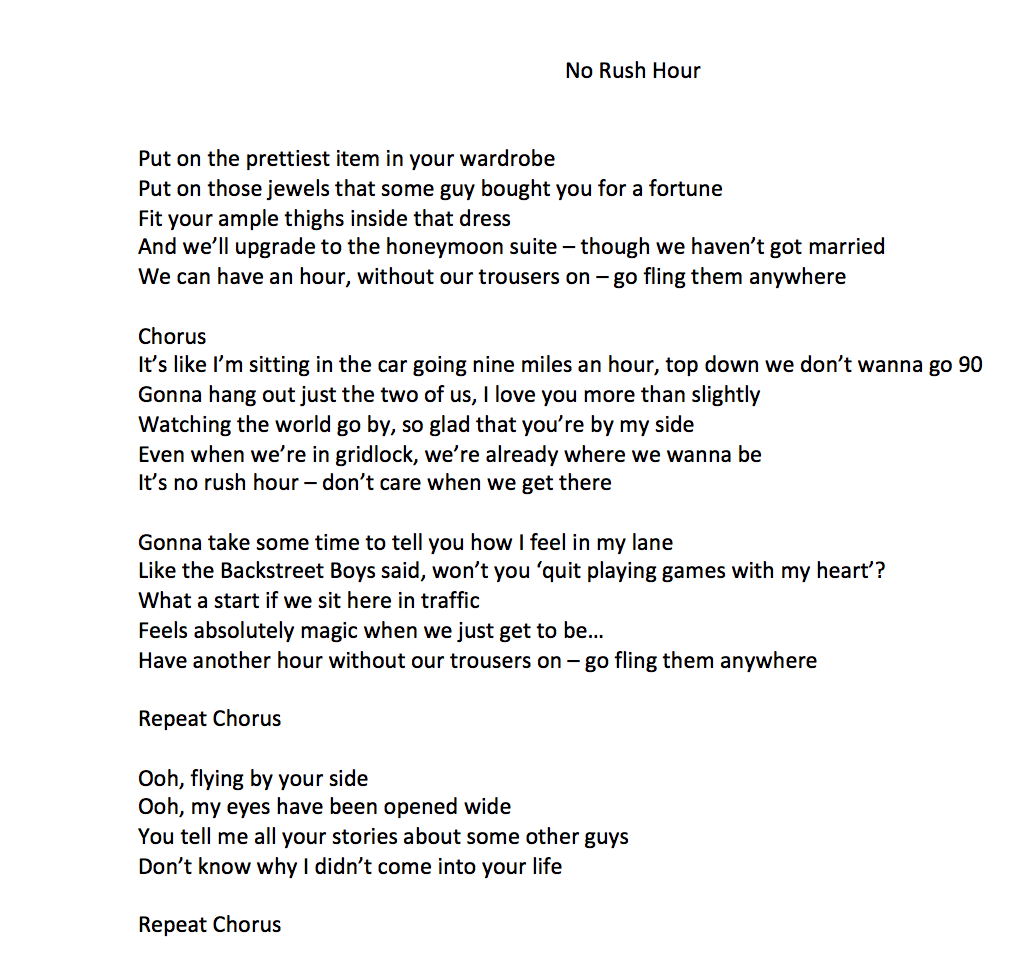 No Rush Hour
Put on the prettiest item in your wardrobe
Put on those jewels that some guy bought you for a fortune
Fit your ample thighs inside that dress
And we’ll upgrade to the honeymoon suite – though we haven’t got married
We can have an hour, without our trousers on – go fling them anywhere
Chorus
It’s like I’m sitting in the car going nine miles an hour, top down we don’t wanna go 90
Gonna hang out just the two of us, I love you more than slightly
Watching the world go by, so glad that you’re by my side
Even when we’re in gridlock, we’re already where we wanna be
It’s no rush hour – don’t care when we get there
Gonna take some time to tell you how I feel in my lane
Like the Backstreet Boys said, won’t you ‘quit playing games with my heart’?
What a start if we sit here in traffic
Feels absolutely magic when we just get to be…
Have another hour without our trousers on – go fling them anywhere
Repeat Chorus
Ooh, flying by your side
Ooh, my eyes have been opened wide
You tell me all your stories about some other guys
Don’t know why I didn’t come into your life
Repeat Chorus